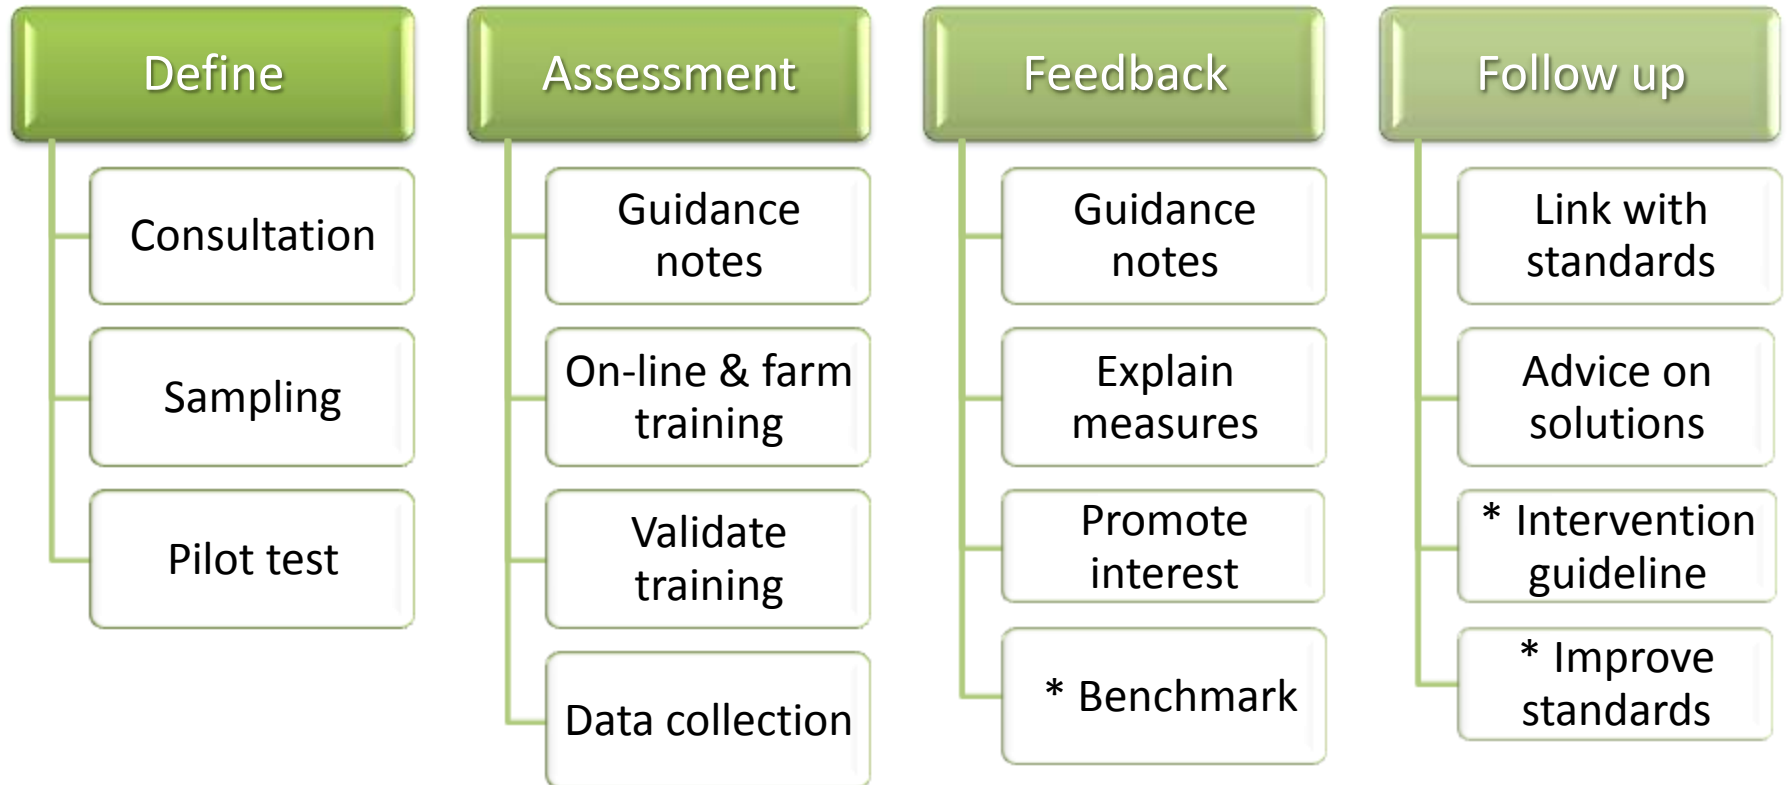 Define
Consultation
Sampling
Pilot test
Assessment
Guidance
notes
On-line & farm
training
Validate
training
Data collection
Feedback
Guidance
notes
Explain
measures
Promote
interest
* Benchmark
Follow up
Link with
standards
Advice on
solutions
* Intervention
guideline
* Improve
standards